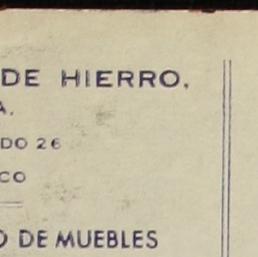 DE HIERRO,
A.
DO 26
CO
O DE MUEBLES